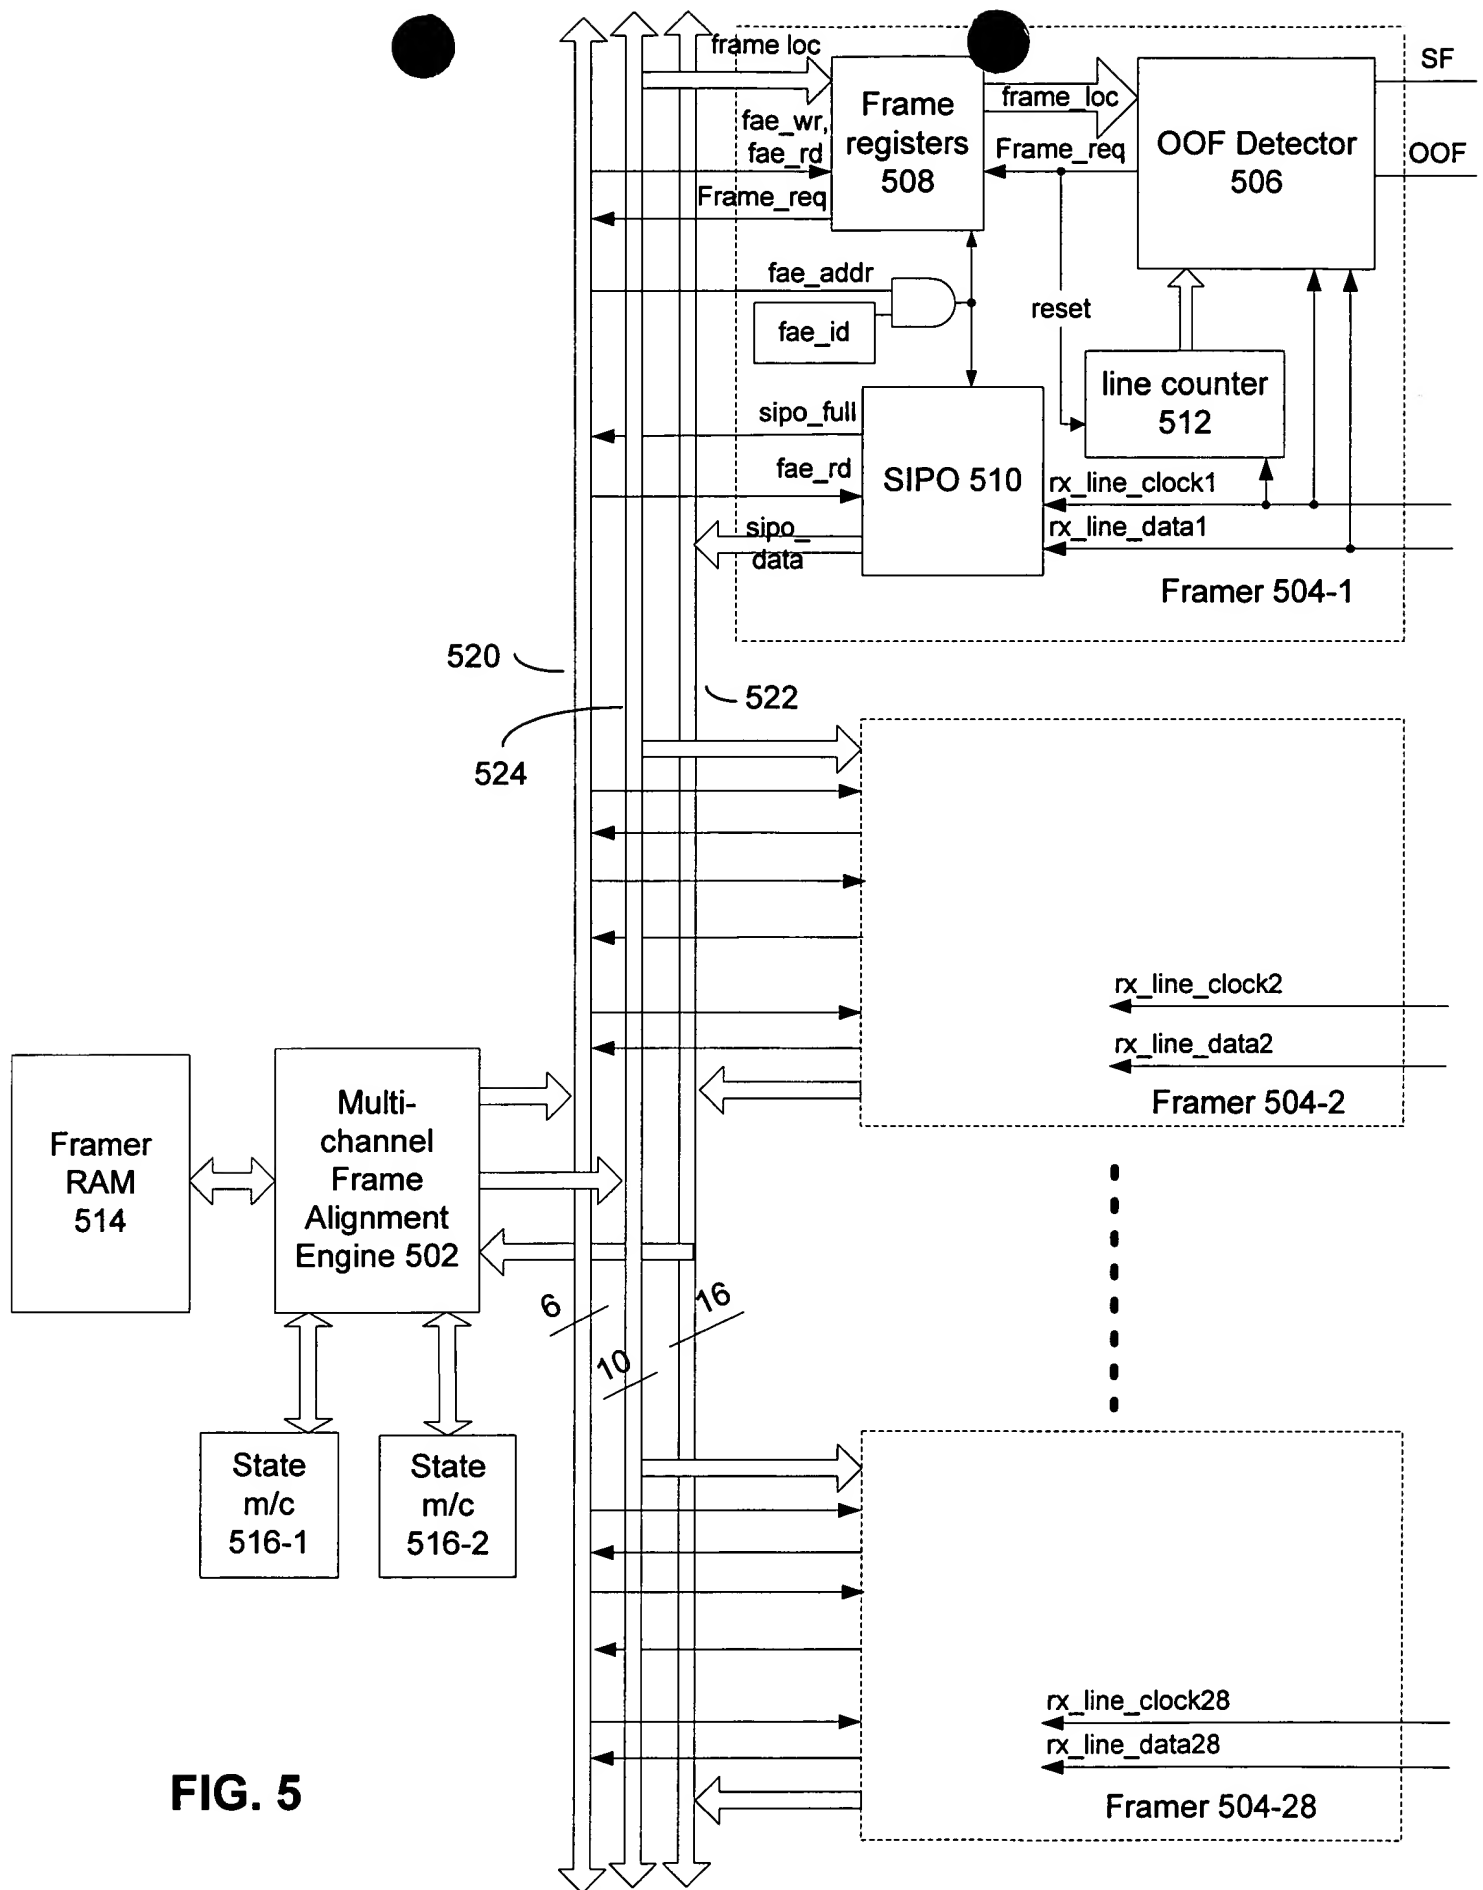 frame loc
Frame
registers
508
frame_loc
OOF Detector
506
SF
OOF
fae_wr,
fae_rd
Frame_req
Frame_req
fae_addr
fae_id
reset
line counter
512
sipo_full
fae_rd
SIPO 510
rx_line_clock1
rx_line_data1
sipo_
data
Framer 504-1
520
522
524
rx_line_clock2
rx_line_data2
Framer 504-2
Framer
RAM
514
Multi-
channel
Frame
Alignment
Engine 502
6
16
10
State
m/c
516-1
State
m/c
516-2
rx_line_clock28
rx_line_data28
Framer 504-28
FIG. 5